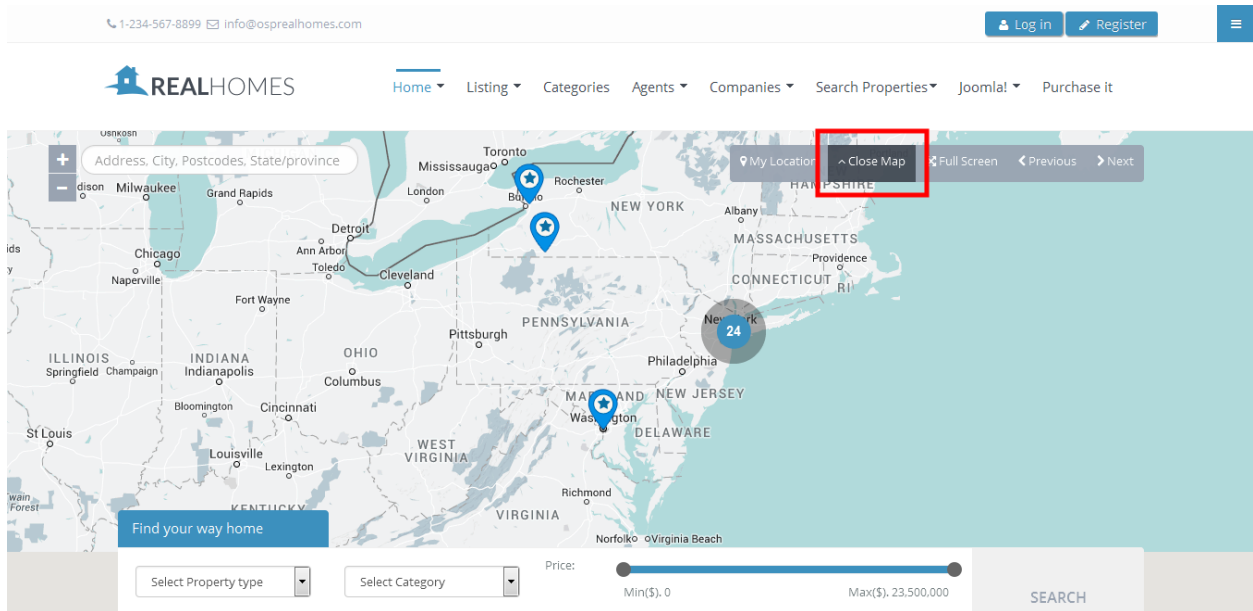 1-234-567-8899 info@osprealhomes.com
Log in
Register
REALHOMES
Home Listing Categories Agents Companies Search Properties Joomla! Purchase it
Oshkosh
+
Address, City, Postcodes, State/province
−
My Location
Close Map
Full Screen
Previous
Next
HAMPSHIRE
Toronto
Mississauga
Rochester
London
Milwaukee
Grand Rapids
NEW YORK
Albany
Detroit
MASSACHUSETTS
Ann Arbor
Chicago
Providence
Toledo
Cleveland
CONNECTICUT
RI
Naperville
Fort Wayne
PENNSYLVANIA
24
Pittsburgh
ILLINOIS
INDIANA
OHIO
Philadelphia
Springfield
Champaign
Indianapolis
Columbus
NEW JERSEY
Bloomington
Cincinnati
DELAWARE
St Louis
WEST
VIRGINIA
Louisville
Lexington
Richmond
KENTUCKY
VIRGINIA
Forest
Norfolk
Virginia Beach
Find your way home
Select Property type
Select Category
Price:
Min($). 0
Max($). 23,500,000
SEARCH